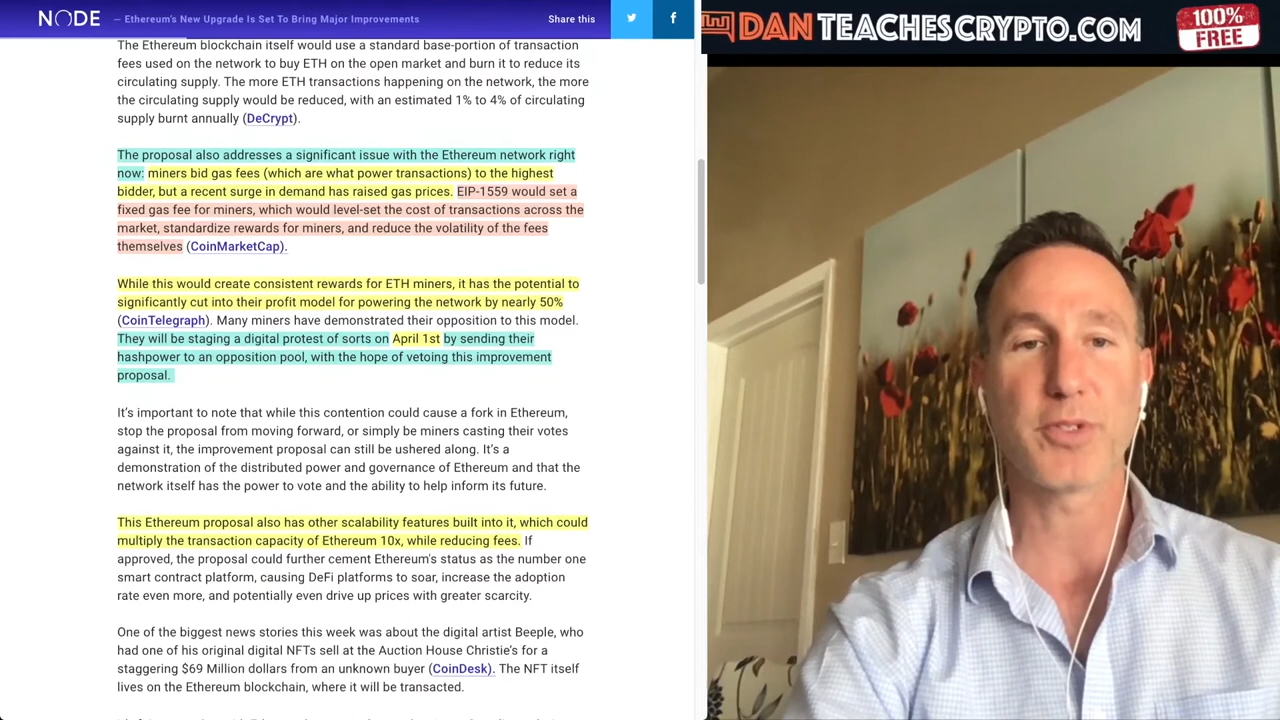 NODE
— Ethereum's New Upgrade Is Set To Bring Major Improvements
Share this
DANTEACHESCRYPTO.COM
100%
FREE
The Ethereum blockchain itself would use a standard base-portion of transaction
fees used on the network to buy ETH on the open market and burn it to reduce its
circulating supply. The more ETH transactions happening on the network, the more
the circulating supply would be reduced, with an estimated 1% to 4% of circulating
supply burnt annually (DeCrypt).
The proposal also addresses a significant issue with the Ethereum network right
now: miners bid gas fees (which are what power transactions) to the highest
bidder, but a recent surge in demand has raised gas prices. EIP-1559 would set a
fixed gas fee for miners, which would level-set the cost of transactions across the
market, standardize rewards for miners, and reduce the volatility of the fees
themselves (CoinMarketCap).
While this would create consistent rewards for ETH miners, it has the potential to
significantly cut into their profit model for powering the network by nearly 50%
(CoinTelegraph). Many miners have demonstrated their opposition to this model.
They will be staging a digital protest of sorts on April 1st by sending their
hashpower to an opposition pool, with the hope of vetoing this improvement
proposal.
It's important to note that while this contention could cause a fork in Ethereum,
stop the proposal from moving forward, or simply be miners casting their votes
against it, the improvement proposal can still be ushered along. It's a
demonstration of the distributed power and governance of Ethereum and that the
network itself has the power to vote and the ability to help inform its future.
This Ethereum proposal also has other scalability features built into it, which could
multiply the transaction capacity of Ethereum 10x, while reducing fees. If
approved, the proposal could further cement Ethereum's status as the number one
smart contract platform, causing DeFi platforms to soar, increase the adoption
rate even more, and potentially even drive up prices with greater scarcity.
One of the biggest news stories this week was about the digital artist Beeple, who
had one of his original digital NFTs sell at the Auction House Christie's for a
staggering $69 Million dollars from an unknown buyer (CoinDesk). The NFT itself
lives on the Ethereum blockchain, where it will be transacted.